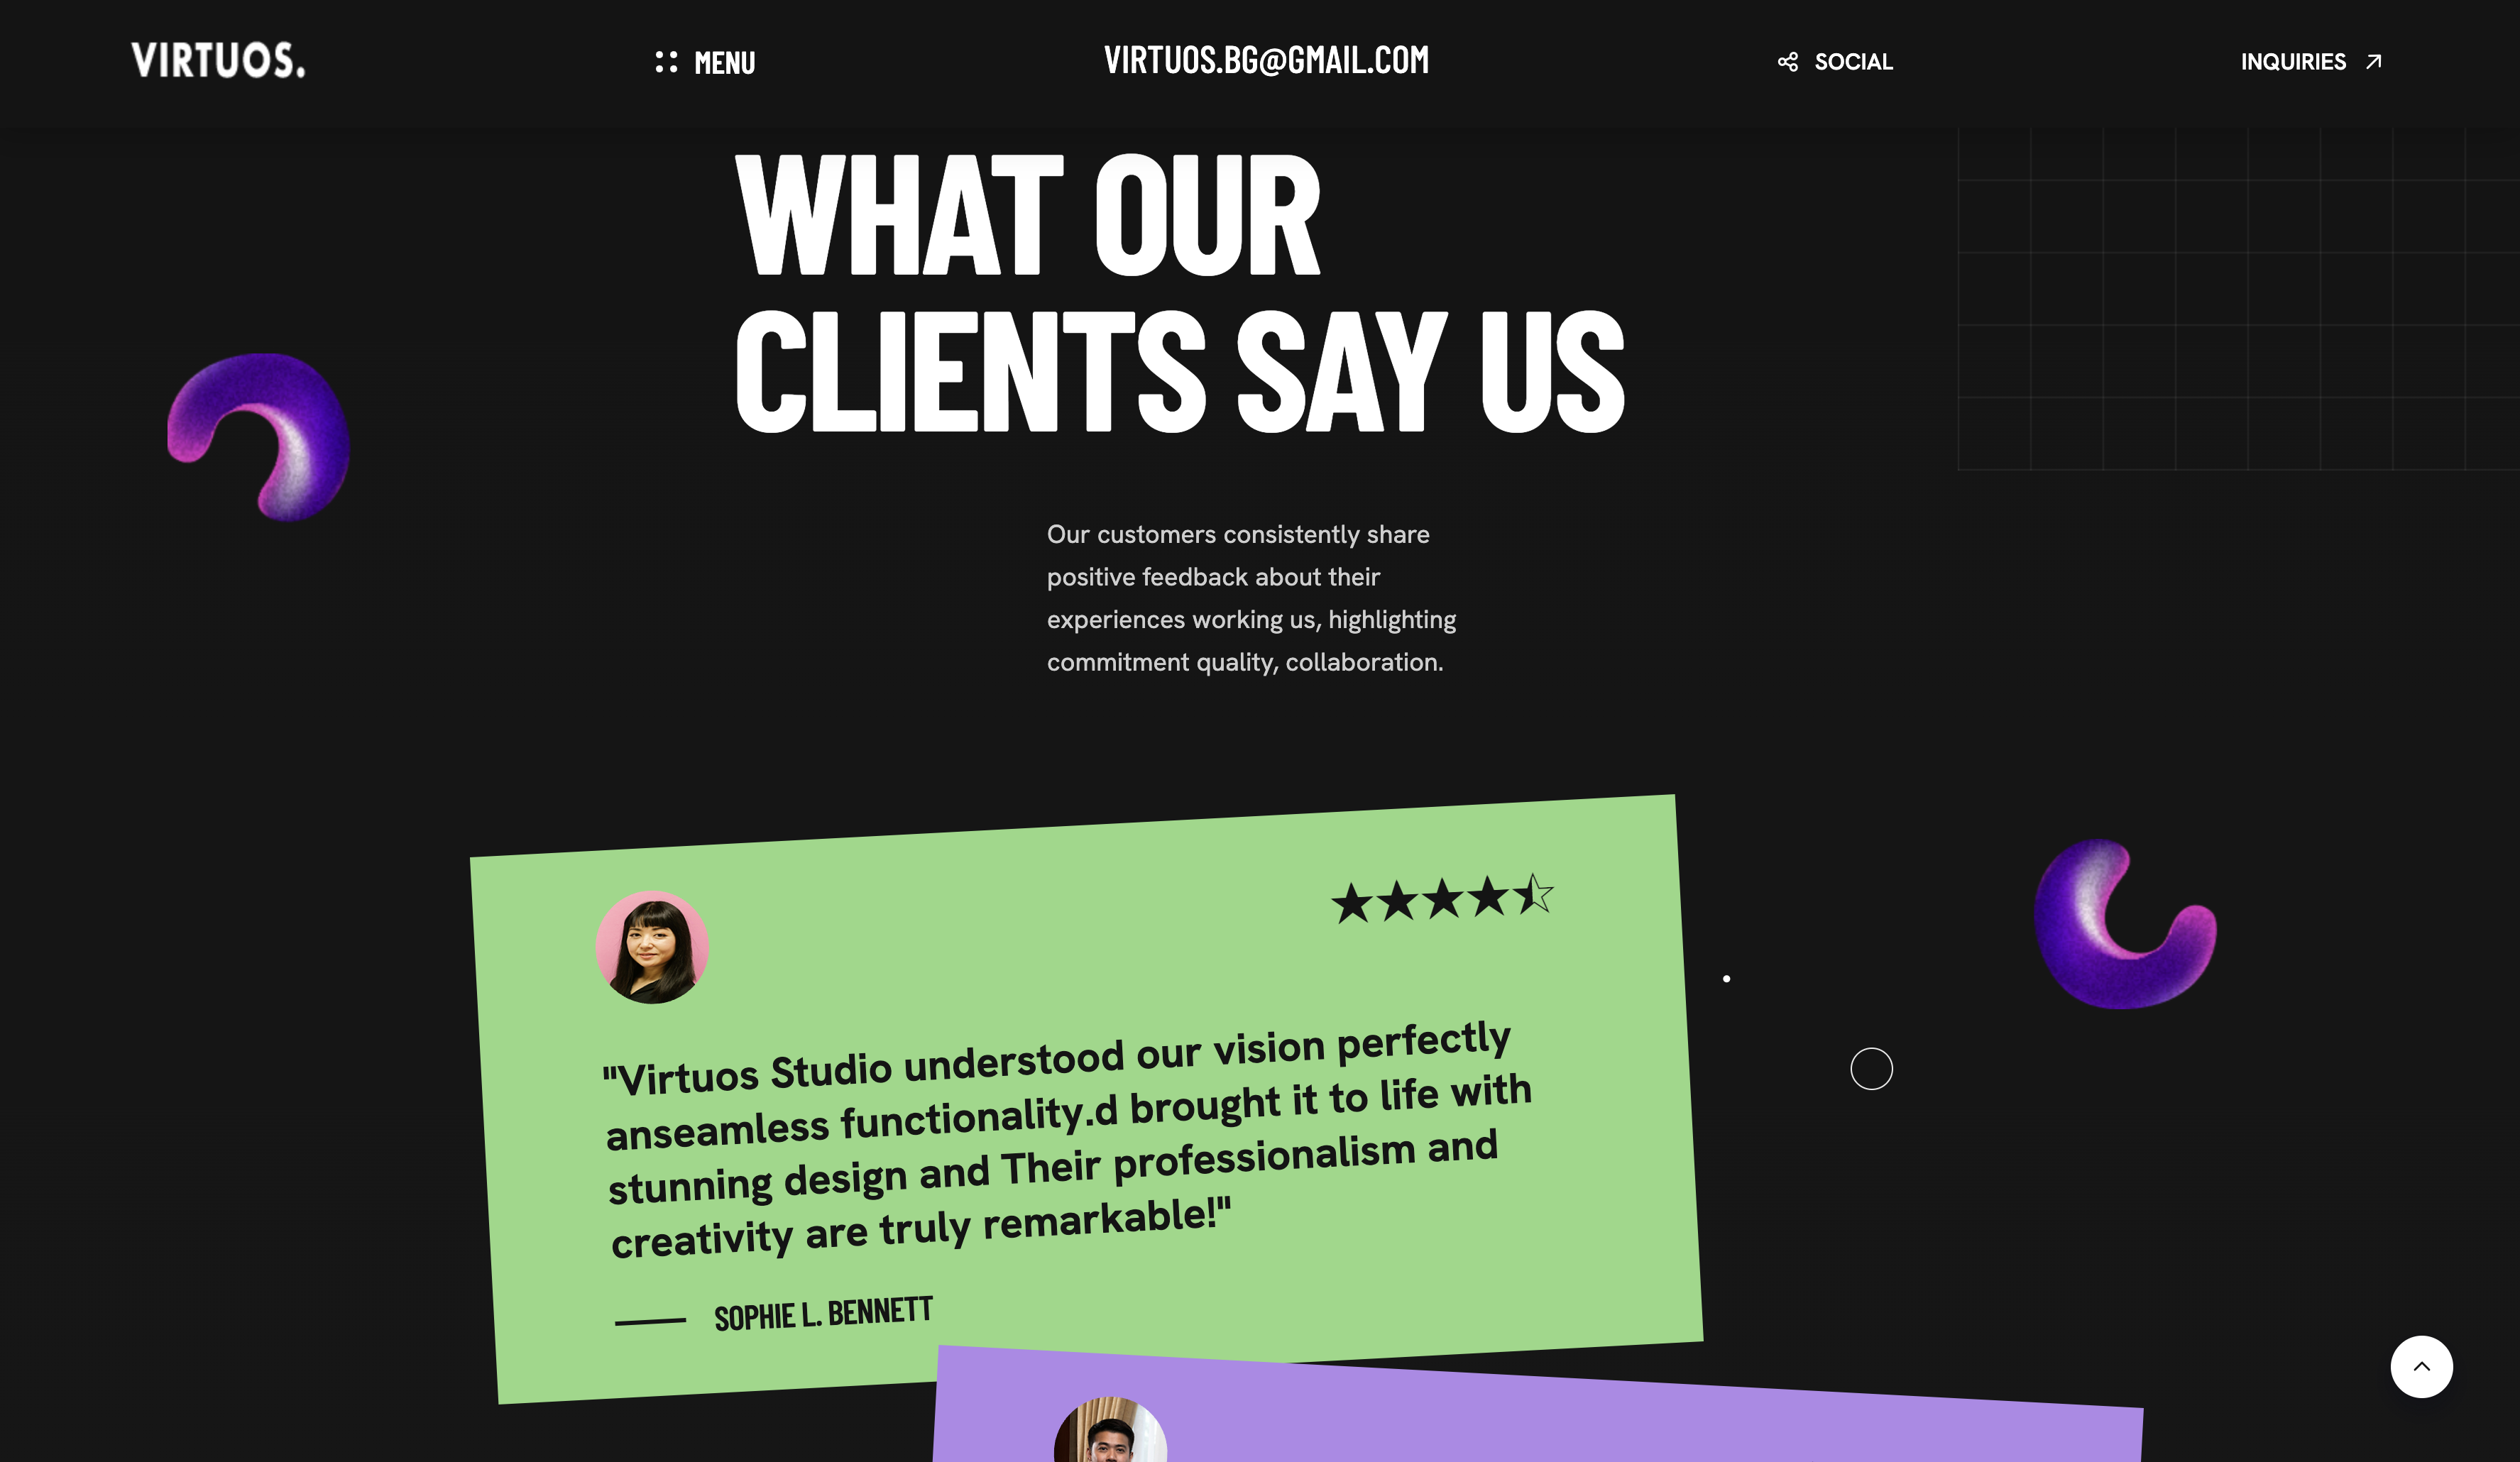 VIRTUOS.
MENU
VIRTUOS.BG@GMAIL.COM
SOCIAL
INQUIRIES
WHAT OUR
CLIENTS SAY US
Our customers consistently share
positive feedback about their
experiences working us, highlighting
commitment quality, collaboration.
"Virtuos Studio understood our vision perfectly
anseamless functionality.d brought it to life with
stunning design and Their professionalism and
creativity are truly remarkable!"
SOPHIE L. BENNETT